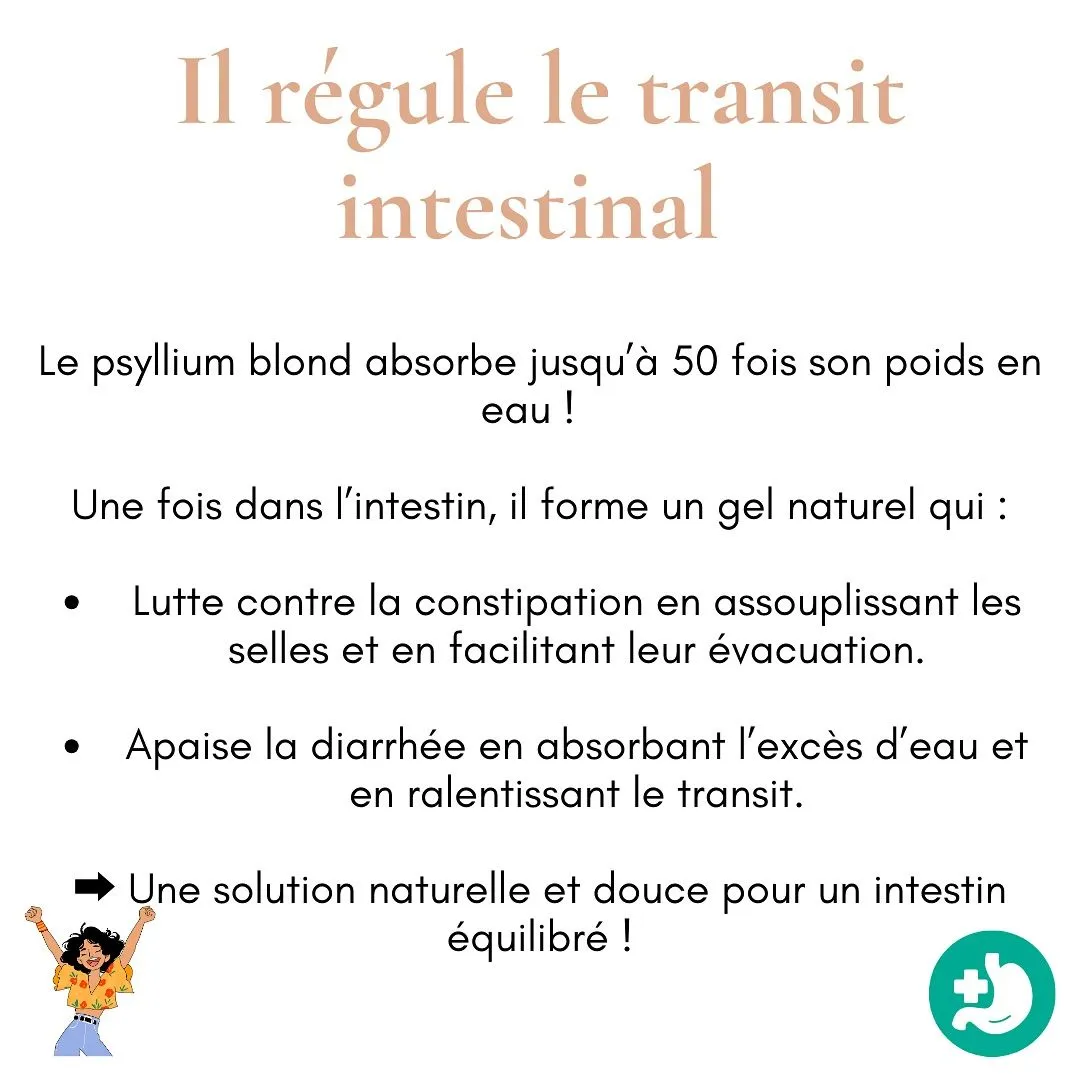 Il régule le transit
intestinal
Le psyllium blond absorbe jusqu’à 50 fois son poids en
eau !
Une fois dans l’intestin, il forme un gel naturel qui :
• Lutte contre la constipation en assouplissant les
selles et en facilitant leur évacuation.
• Apaise la diarrhée en absorbant l’excès d’eau et
en ralentissant le transit.
➡ Une solution naturelle et douce pour un intestin
équilibré !